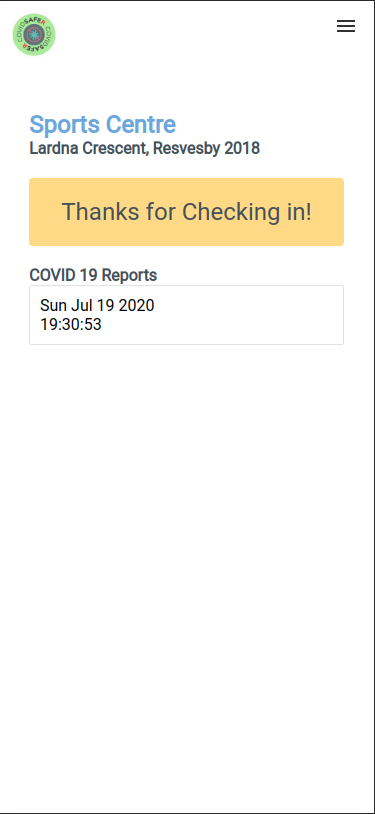 COVIDSAFER COVIDSAFER
Sports Centre
Lardna Crescent, Resvesby 2018
Thanks for Checking in!
COVID 19 Reports
Sun Jul 19 2020
19:30:53